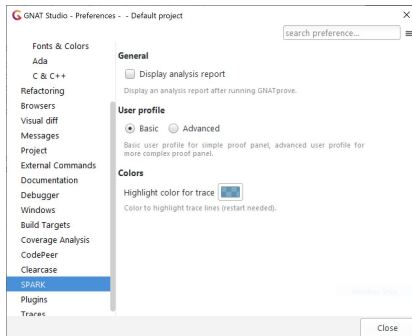 GNAT Studio - Preferences - - Default project
search preference...
Fonts & Colors
Ada
C & C++
Refactoring
Browsers
Visual diff
Messages
Project
External Commands
Documentation
Debugger
Windows
Build Targets
Coverage Analysis
CodePeer
Clearcase
SPARK
Plugins
Traces
General
Display analysis report
Display an analysis report after running GNATprove.
User profile
Basic
Advanced
Basic user profile for simple proof panel, advanced user profile for
more complex proof panel.
Colors
Highlight color for trace
Color to highlight trace lines (restart needed).
Close